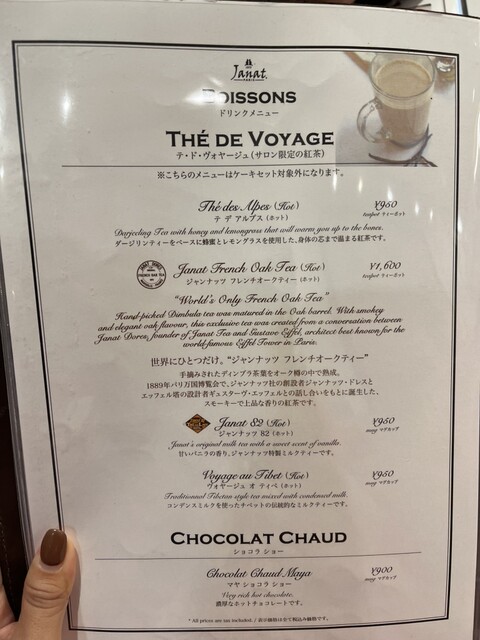 Janat
PARIS
BOISSONS
ドリンクメニュー
THÉ DE VOYAGE
テ・ド・ヴォヤージュ(サロン限定の紅茶)
※こちらのメニューはケーキセット対象外になります。
Thé des Alpes (Hot) ¥950
テ デ アルプス (ホット) teapot ティーポット
Darjeeling Tea with honey and lemongrass that will warm you up to the bones.
ダージリンティーをベースに蜂蜜とレモングラスを使用した、身体の芯まで温まる紅茶です。
Janat French Oak Tea (Hot) ¥1,600
ジャンナッツ フレンチオークティー (ホット) teapot ティーポット
"World's Only French Oak Tea"
Hand-picked Dimbula tea was matured in the Oak barrel. With smokey
and elegant oak flavour, this exclusive tea was created from a conversation between
Janat Dores, founder of Janat Tea and Gustave Eiffel, architect best known for the
world-famous Eiffel Tower in Paris.
世界にひとつだけ。"ジャンナッツ フレンチオークティー"
手摘みされたディンブラ茶葉をオーク樽の中で熟成。
1889年パリ万国博覧会で、ジャンナッツ社の創設者ジャンナッツ・ドレスと
エッフェル塔の設計者ギュスターヴ・エッフェルとの話し合いをもとに誕生した、
スモーキーで上品な香りの紅茶です。
Janat 82 (Hot) ¥950
ジャンナッツ 82 (ホット) mug マグカップ
Janat's original milk tea with a sweet scent of vanilla.
甘いバニラの香り、ジャンナッツ特製ミルクティーです。
Voyage au Tibet (Hot) ¥950
ヴォヤージュ オ ティベ (ホット) mug マグカップ
Traditional Tibetan style tea mixed with condensed milk.
コンデンスミルクを使ったチベットの伝統的なミルクティーです。
CHOCOLAT CHAUD
ショコラ ショー
Chocolat Chaud Maya ¥900
マヤ ショコラ ショー mug マグカップ
Very rich hot chocolate.
濃厚なホットチョコレートです。
* All prices are tax included. / 表示価格は全て税込み価格です。